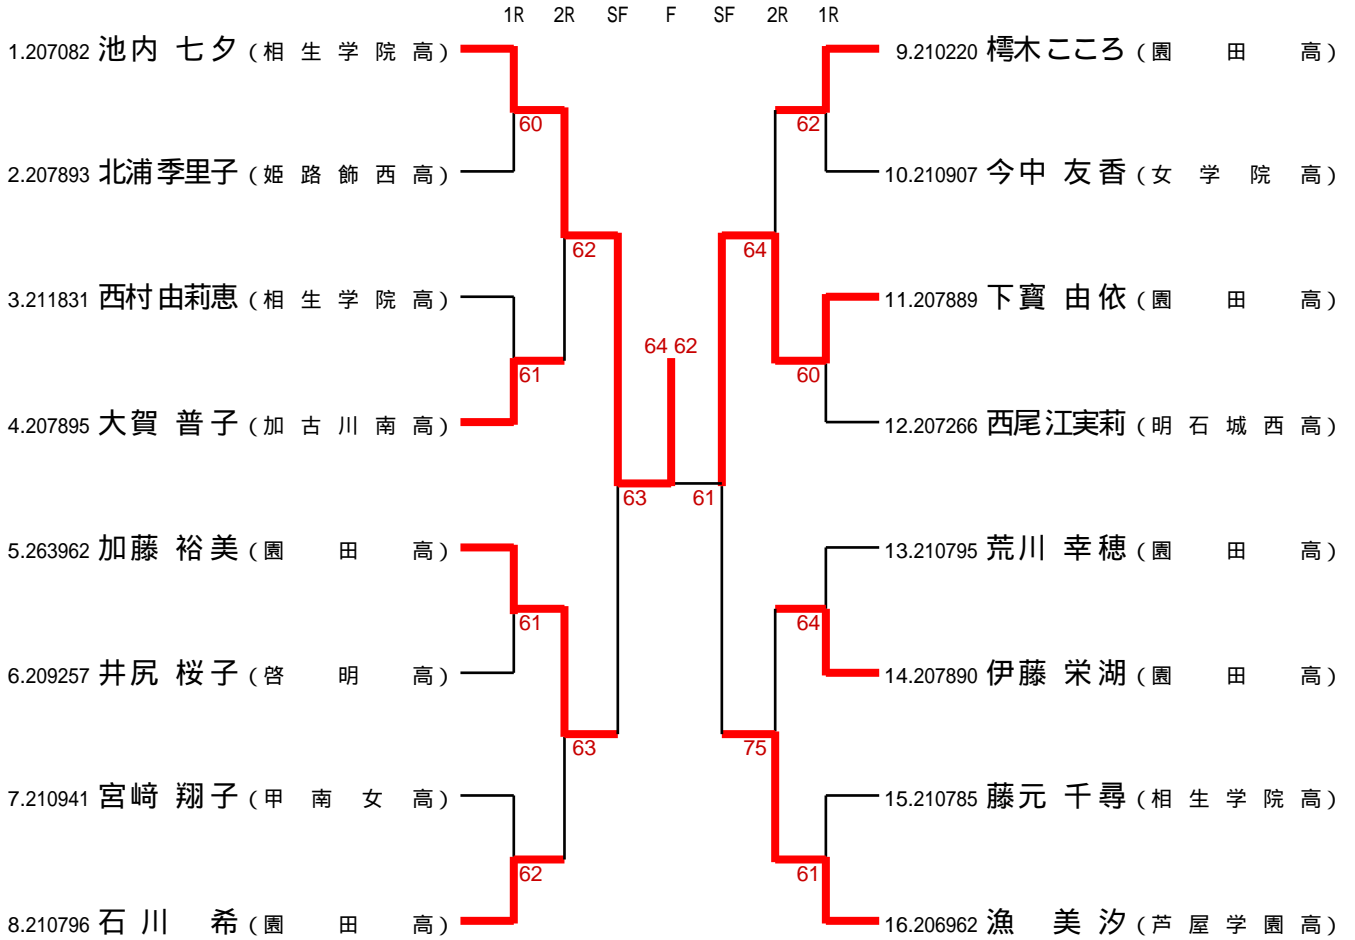 1R 2R SF F SF 2R 1R
1.207082 池内 七夕 (相生学院高)
9.210220 樗木こころ (園田高)
60
62
2.207893 北浦季里子 (姫路飾西高)
10.210907 今中 友香 (女学院高)
62
64
3.211831 西村由莉恵 (相生学院高)
11.207889 下寳 由依 (園田高)
64 62
61
60
4.207895 大賀 普子 (加古川南高)
12.207266 西尾江実莉 (明石城西高)
63
61
5.263962 加藤 裕美 (園田高)
13.210795 荒川 幸穂 (園田高)
61
64
6.209257 井尻 桜子 (啓明高)
14.207890 伊藤 栄湖 (園田高)
63
75
7.210941 宮﨑 翔子 (甲南女高)
15.210785 藤元 千尋 (相生学院高)
62
61
8.210796 石川 希 (園田高)
16.206962 漁 美汐 (芦屋学園高)